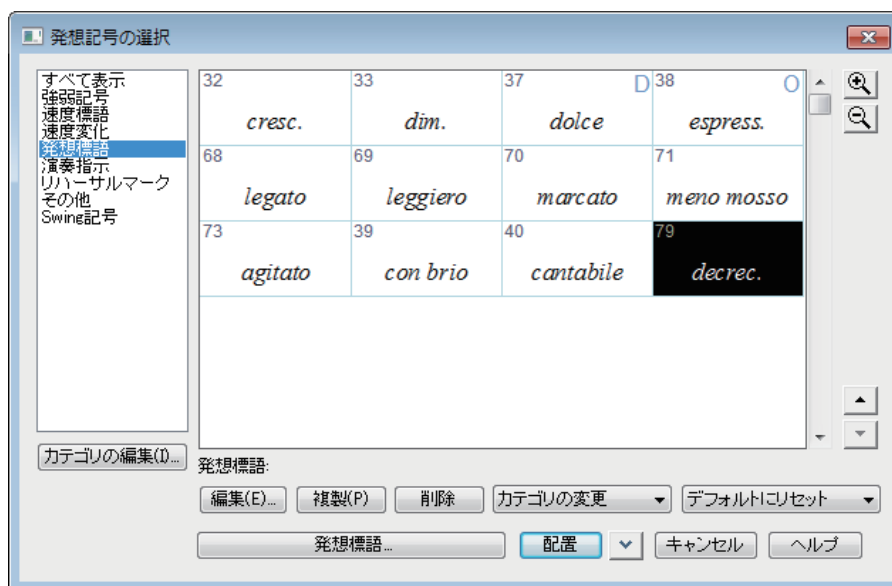 発想記号の選択
すべて表示
強弱記号
速度標語
速度変化
発想標語
演奏指示
リハーサルマーク
その他
Swing記号
カテゴリの編集(I)...
32 33 37 D 38 O
cresc. dim. dolce espress.
68 69 70 71
legato leggiero marcato meno mosso
73 39 40 79
agitato con brio cantabile decrec.
発想標語:
編集(E)... 複製(P) 削除 カテゴリの変更 デフォルトにリセット
発想標語... 配置 キャンセル ヘルプ